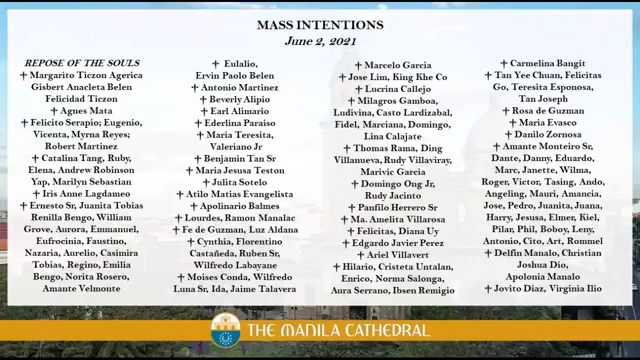 MASS INTENTIONS
June 2, 2021
REPOSE OF THE SOULS
✝ Margarito Ticzon Agerica
Gisbert Anacleta Belen
Felicidad Ticzon
✝ Agnes Mata
✝ Felicito Serapio; Eugenio,
Vicenta, Myrna Reyes;
Robert Martinez
✝ Catalina Tang, Ruby,
Elena, Andrew Robinson
Yap, Marilyn Sebastian
✝ Iris Anne Lagdameo
✝ Ernesto Sr, Juanita Tobias
Renilla Bengo, William
Grove, Aurora, Emmanuel,
Eufrocinia, Faustino,
Nazaria, Aurelio, Casimira
Tobias, Regino, Emilia
Bengo, Norita Rosero,
Amante Velmonte
✝ Eulalio,
Ervin Paolo Belen
✝ Antonio Martinez
✝ Beverly Alipio
✝ Earl Alimario
✝ Ederlina Paraiso
✝ Maria Teresita,
Valeriano Jr
✝ Benjamin Tan Sr
✝ Maria Jesusa Teston
✝ Julita Sotelo
✝ Atilo Matias Evangelista
✝ Apolinario Balmes
✝ Lourdes, Ramon Manalac
✝ Fe de Guzman, Luz Aldana
✝ Cynthia, Florentino
Castañeda, Ruben Sr,
Wilfredo Labayane
✝ Moises Conda, Wilfredo
Luna Sr, Ida, Jaime Talavera
✝ Marcelo Garcia
✝ Jose Lim, King Khe Co
✝ Lucrina Callejo
✝ Milagros Gamboa,
Ludivina, Casto Lardizabal,
Fidel, Marciana, Domingo,
Lina Calajate
✝ Thomas Rama, Ding
Villanueva, Rudy Villaviray,
Marivic Garcia
✝ Domingo Ong Jr,
Rudy Jacinto
✝ Panfilo Herrero Sr
✝ Ma. Amelita Villarosa
✝ Felicitas, Diana Uy
✝ Edgardo Javier Perez
✝ Ariel Villavert
✝ Hilario, Cristeta Untalan,
Enrico, Norma Salonga,
Aura Serrano, Ibsen Remigio
✝ Carmelina Bangit
✝ Tan Yee Chuan, Felicitas
Go, Teresita Esponosa,
Tan Joseph
✝ Rosa de Guzman
✝ Maria Evasco
✝ Danilo Zornosa
✝ Amante Monteiro Sr,
Dante, Danny, Eduardo,
Marc, Janette, Wilma,
Roger, Victor, Tasing, Ando,
Angeling, Mauri, Amancia,
Jose, Pedro, Juanita, Juana,
Harry, Jesusa, Elmer, Kiel,
Pilar, Phil, Boboy, Leny,
Antonio, Cito, Art, Rommel
✝ Delfin Manalo, Christian
Joshua Dio,
Apolonia Manalo
✝ Jovito Diaz, Virginia Ilio
THE MANILA CATHEDRAL